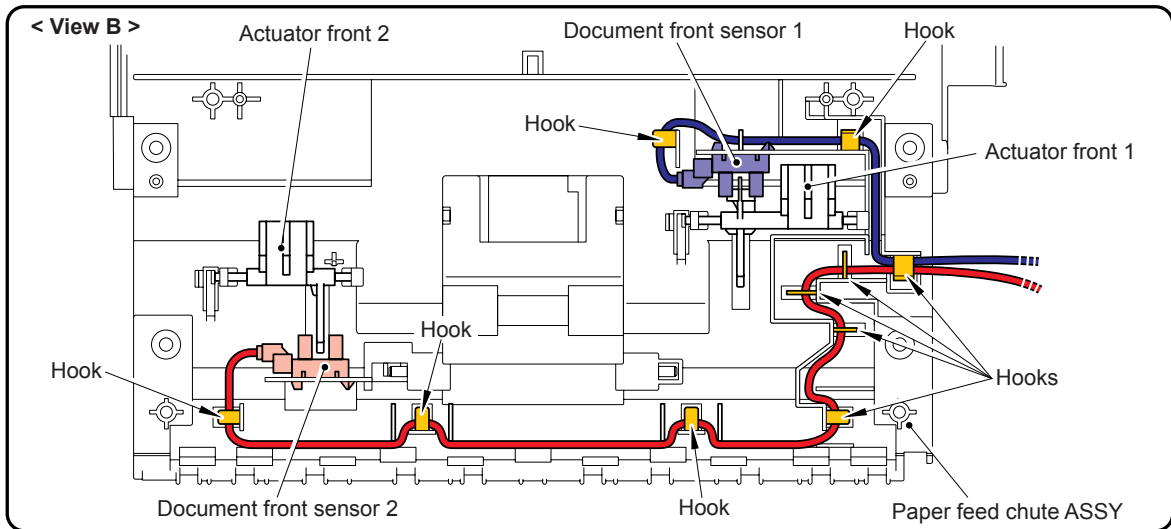 < View B >
Actuator front 2
Document front sensor 1
Hook
Hook
Actuator front 1
Hook
Hook
Hooks
Document front sensor 2
Hook
Paper feed chute ASSY